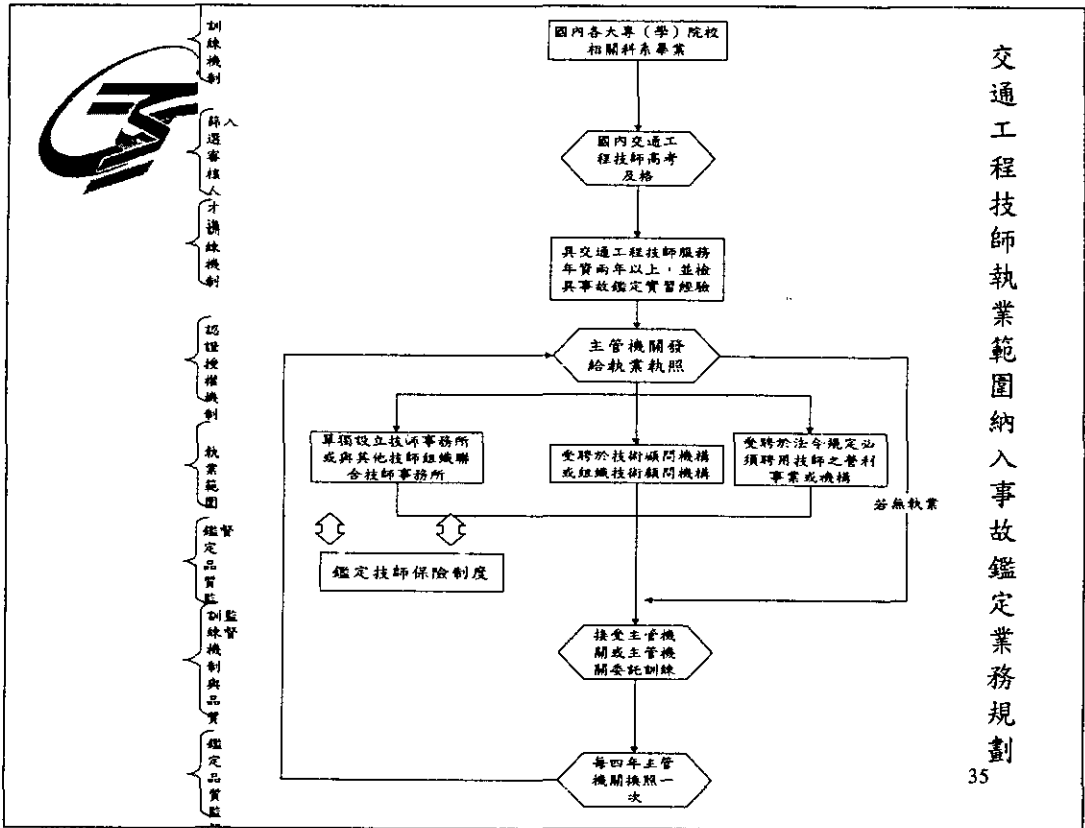 交通工程技師執業範圍納入事故鑑定業務規劃
訓練機制
篩選審核人
才訓練機制
認證授權機制
執業範圍
鑑定品質監督
訓練機制與品質監督
鑑定品質監
國內各大專（學）院校
相關科系畢業
國內交通工
程技師高考
及格
具交通工程技師服務
年資兩年以上，並檢
具事故鑑定實習經驗
主管機關發
給執業執照
單獨設立技師事務所
或與其他技師組織聯
合技師事務所
受聘於技術顧問機構
或組織技術顧問機構
受聘於法令規定必
須聘用技師之營利
事業或機構
若無執業
鑑定技師保險制度
接受主管機
關或主管機
關委託訓練
每四年主管
機關換照一
次
35